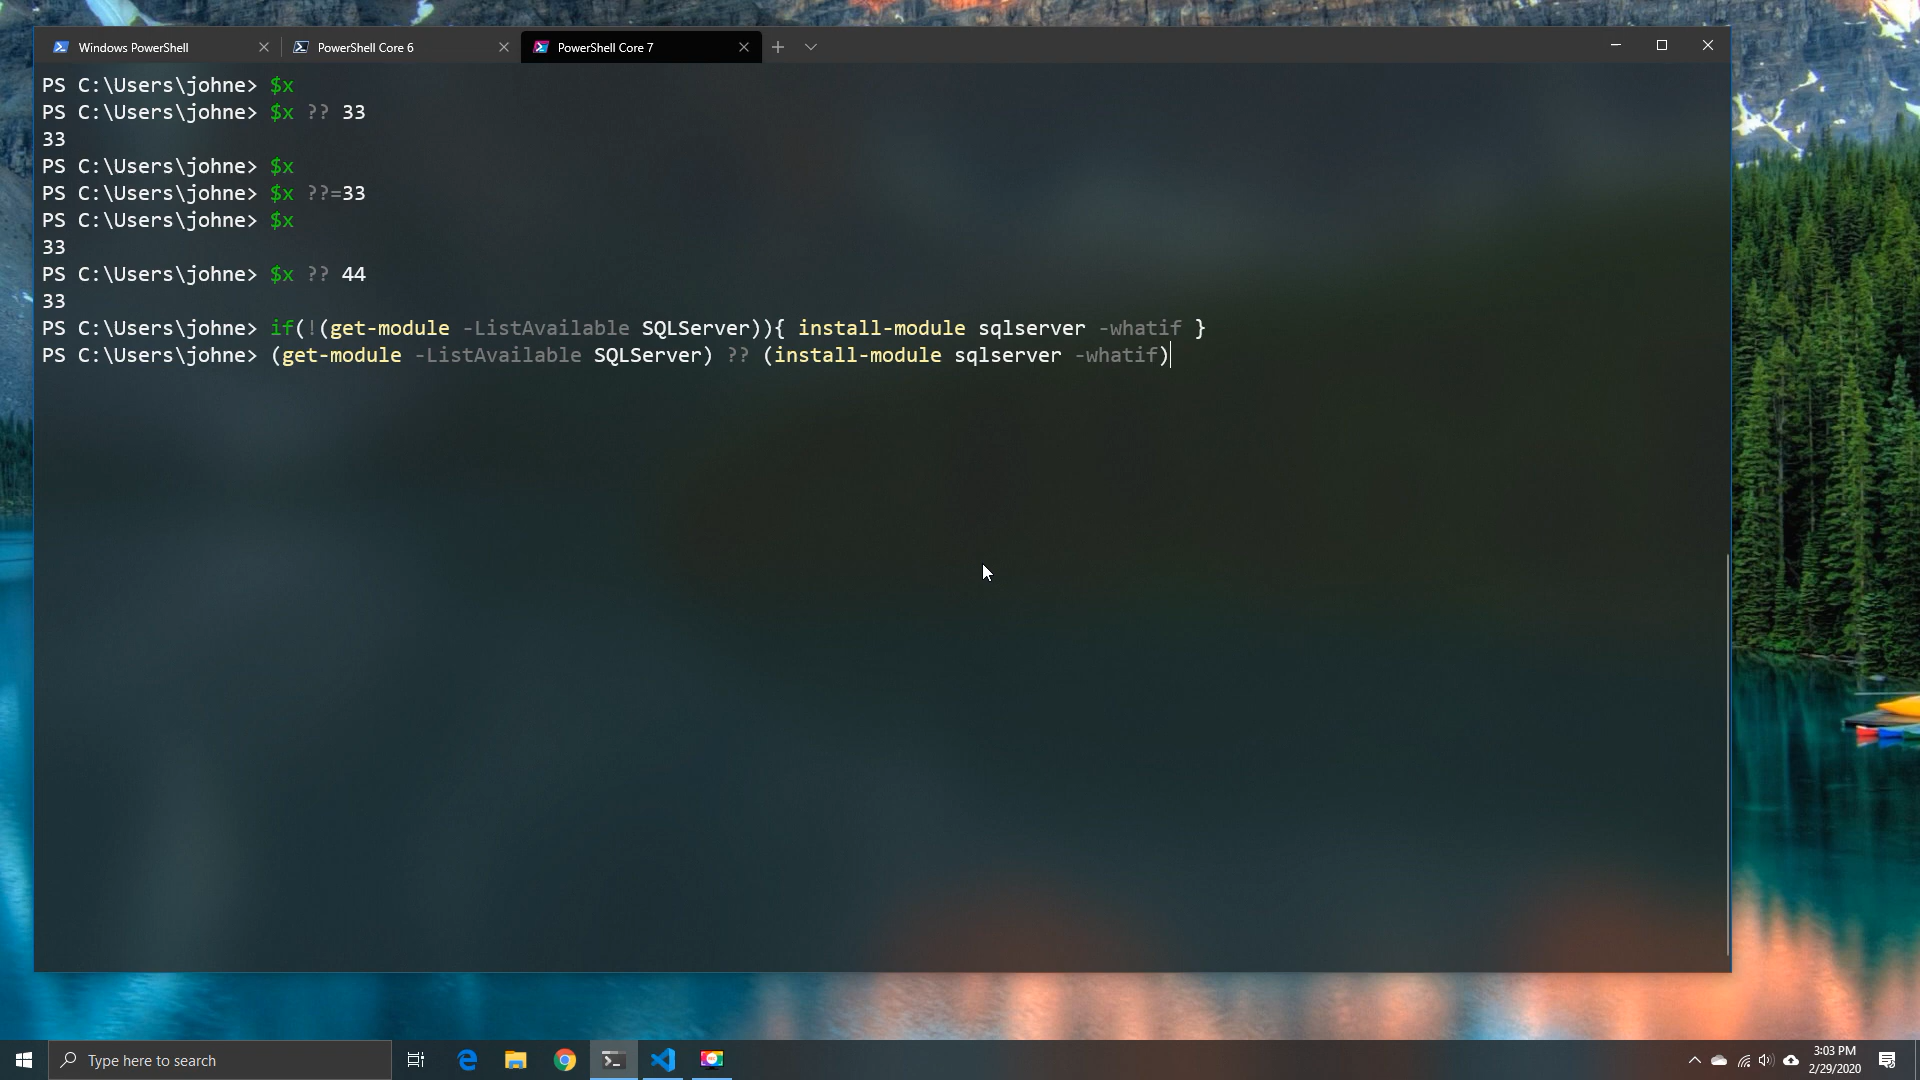 Windows PowerShell
PowerShell Core 6
PowerShell Core 7
PS C:\Users\johne> $x
PS C:\Users\johne> $x ?? 33
33
PS C:\Users\johne> $x
PS C:\Users\johne> $x ??=33
PS C:\Users\johne> $x
33
PS C:\Users\johne> $x ?? 44
33
PS C:\Users\johne> if(!(get-module -ListAvailable SQLServer)){ install-module sqlserver -whatif }
PS C:\Users\johne> (get-module -ListAvailable SQLServer) ?? (install-module sqlserver -whatif)
Type here to search
3:03 PM
2/29/2020